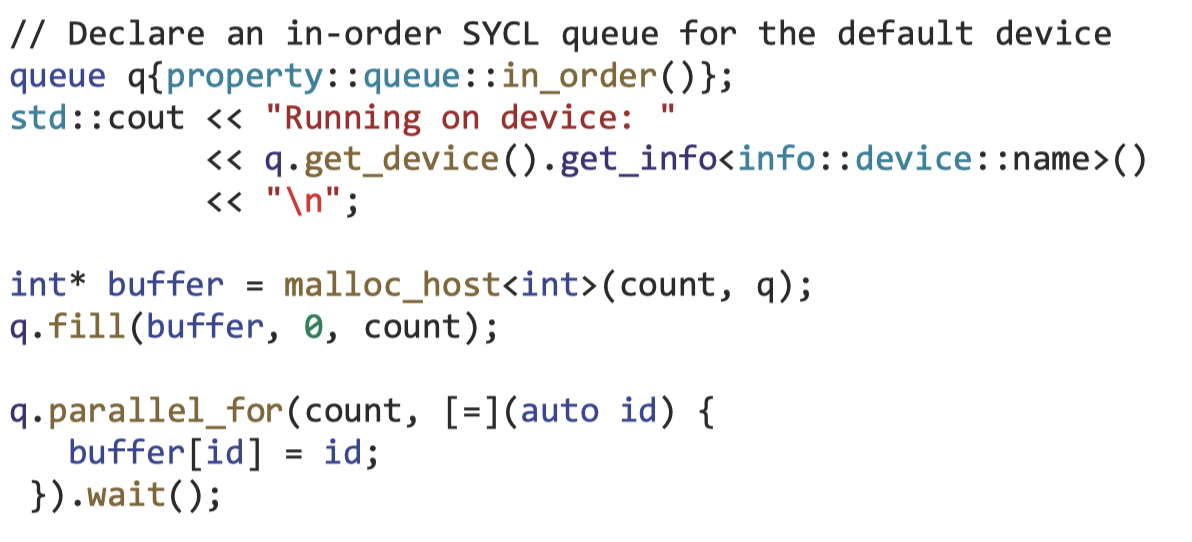 // Declare an in-order SYCL queue for the default device
queue q{property::queue::in_order()};
std::cout << "Running on device: "
          << q.get_device().get_info<info::device::name>()
          << "\n";

int* buffer = malloc_host<int>(count, q);
q.fill(buffer, 0, count);

q.parallel_for(count, [=](auto id) {
   buffer[id] = id;
 }).wait();